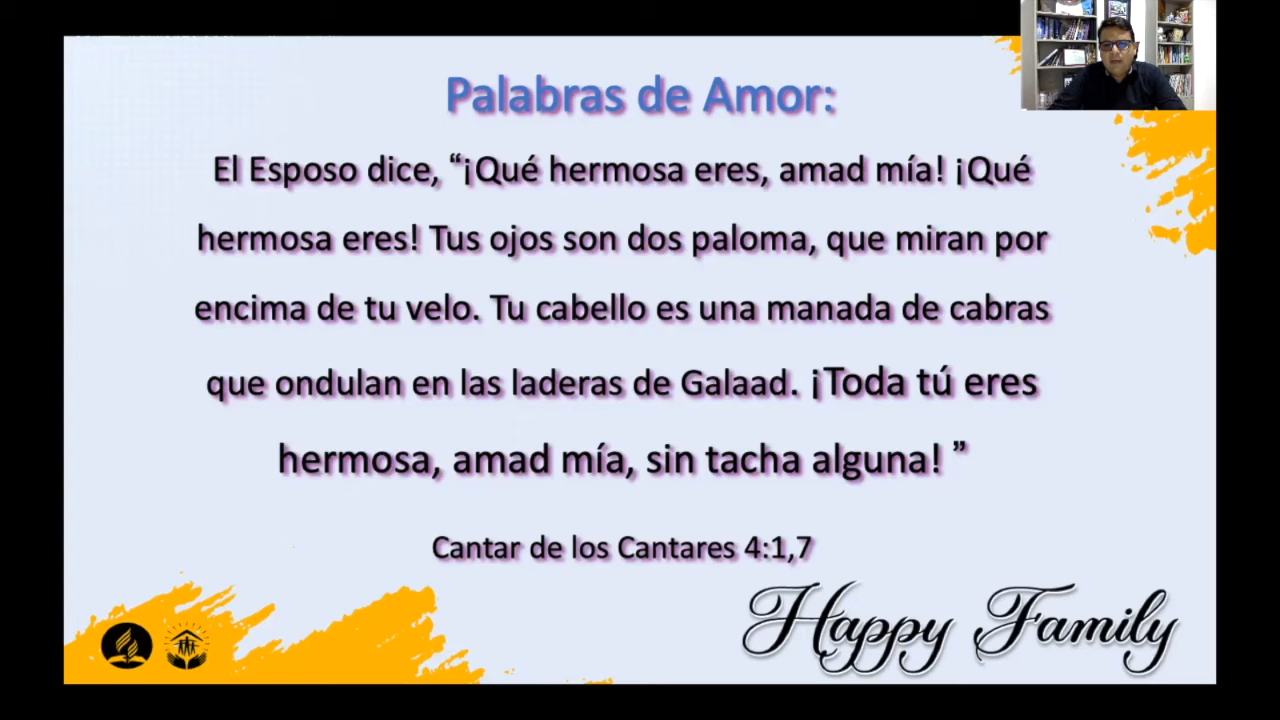 Palabras de Amor:
El Esposo dice, “¡Qué hermosa eres, amad mía! ¡Qué
hermosa eres! Tus ojos son dos paloma, que miran por
encima de tu velo. Tu cabello es una manada de cabras
que ondulan en las laderas de Galaad. ¡Toda tú eres
hermosa, amad mía, sin tacha alguna! ”
Cantar de los Cantares 4:1,7
Happy Family